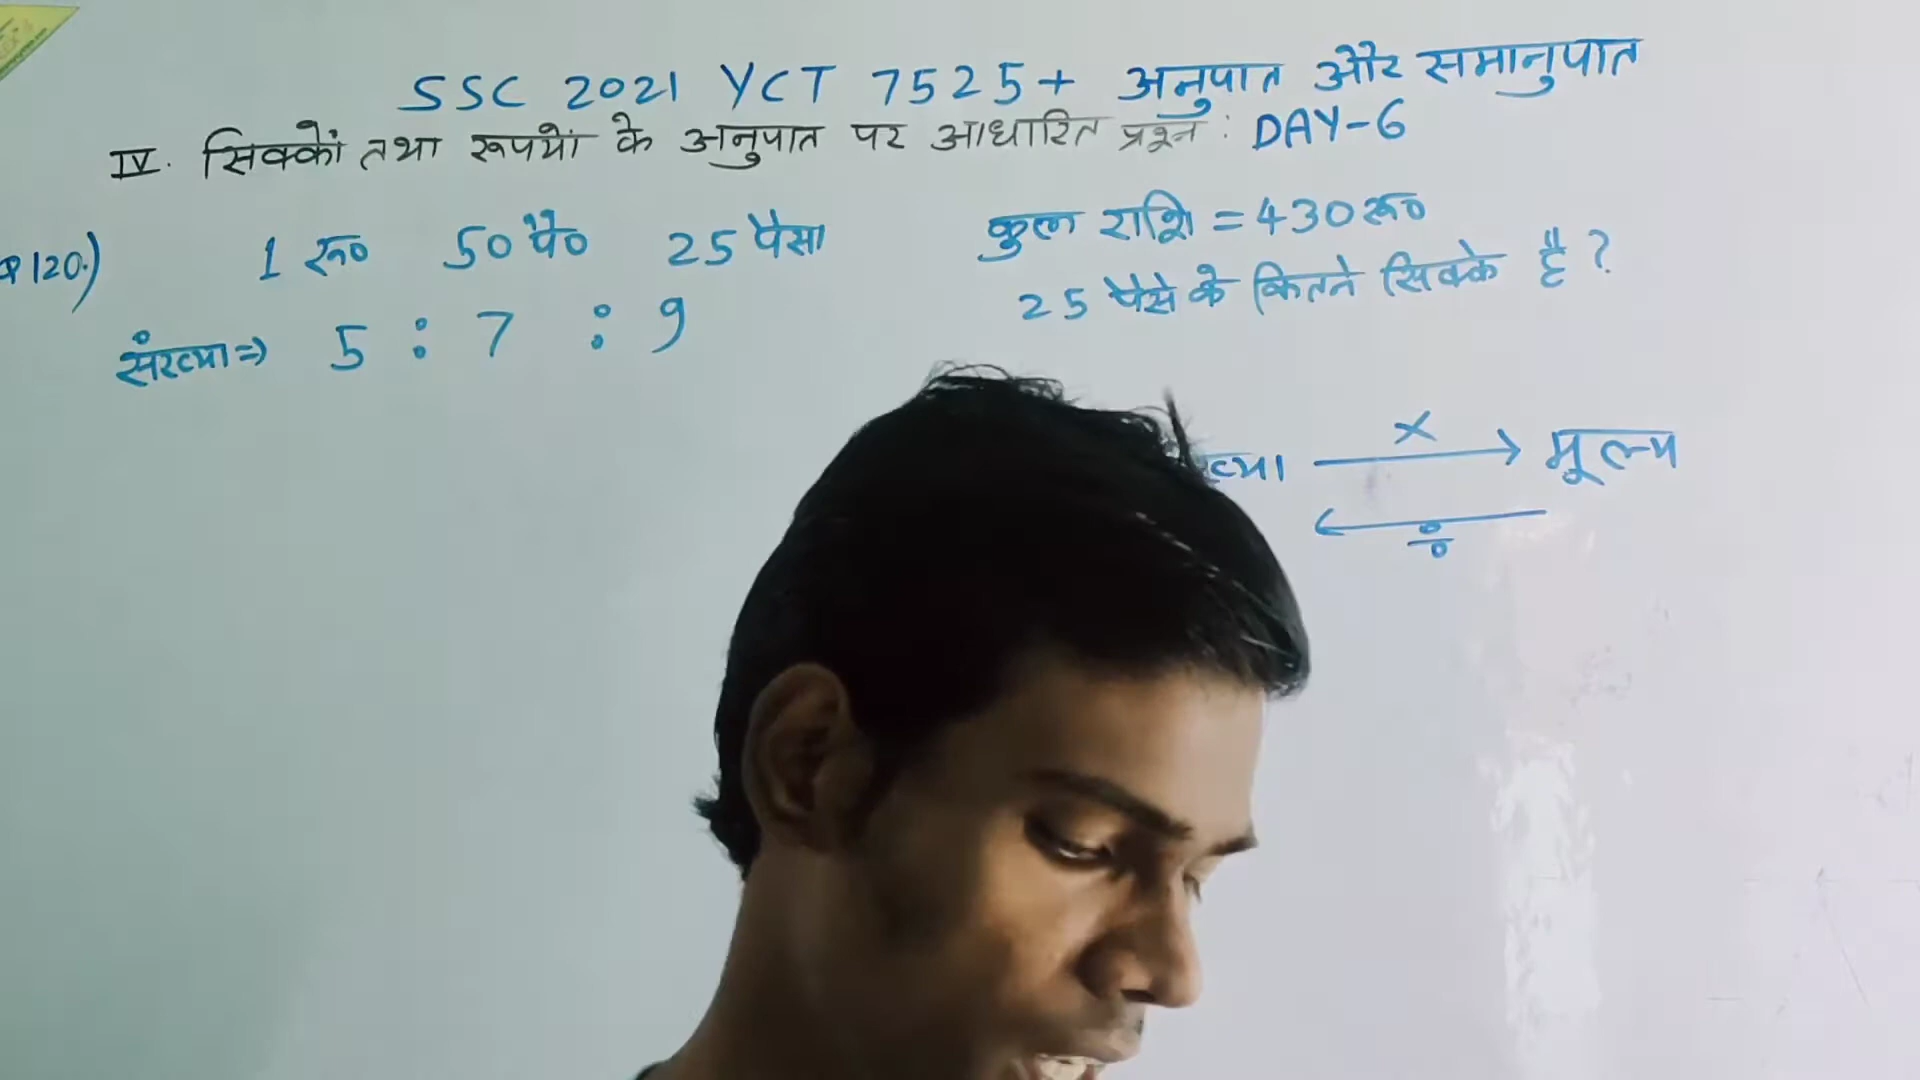 SSC 2021 YCT 7525+ अनुपात और समानुपात
IV. सिक्कों तथा रूपयों के अनुपात पर आधारित प्रश्न : DAY-6
120.) 1 रू० 50 पै० 25 पैसा
संख्या⇒ 5 : 7 : 9
कुल राशि = 430 रू०
25 पैसे के कितने सिक्के हैं ?
ख्या × → मूल्य
← ÷